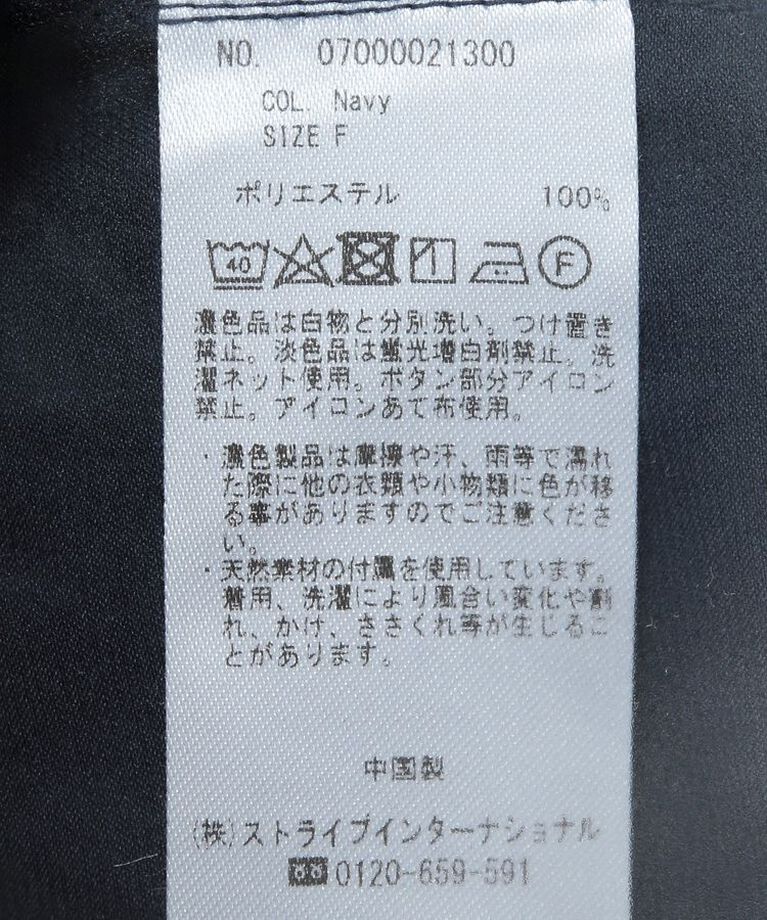 NO. 07000021300
COL. Navy
SIZE F
ポリエステル 100%
40 F
濃色品は白物と分別洗い。つけ置き
禁止。淡色品は蛍光増白剤禁止。洗
濯ネット使用。ボタン部分アイロン
禁止。アイロンあて布使用。
・濃色製品は摩擦や汗、雨等で濡れ
た際に他の衣類や小物類に色が移
る事がありますのでご注意くださ
い。
・天然素材の付属を使用しています。
着用、洗濯により風合い変化や割
れ、かけ、ささくれ等が生じるこ
とがあります。
中国製
(株)ストライプインターナショナル
0120-659-591